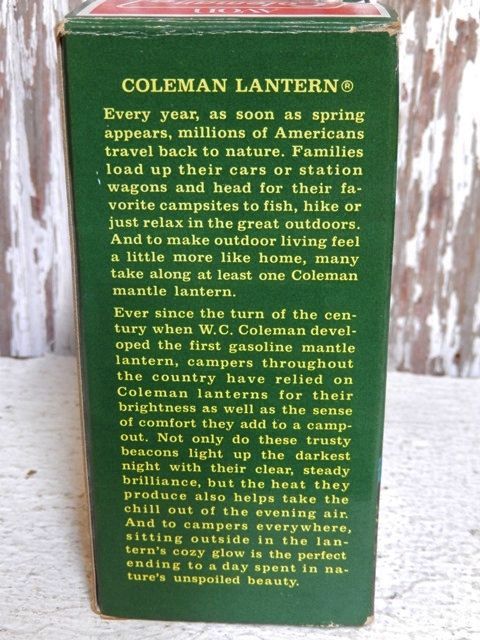 COLEMAN LANTERN®
Every year, as soon as spring
appears, millions of Americans
travel back to nature. Families
load up their cars or station
wagons and head for their fa-
vorite campsites to fish, hike or
just relax in the great outdoors.
And to make outdoor living feel
a little more like home, many
take along at least one Coleman
mantle lantern.
Ever since the turn of the cen-
tury when W.C. Coleman devel-
oped the first gasoline mantle
lantern, campers throughout
the country have relied on
Coleman lanterns for their
brightness as well as the sense
of comfort they add to a camp-
out. Not only do these trusty
beacons light up the darkest
night with their clear, steady
brilliance, but the heat they
produce also helps take the
chill out of the evening air.
And to campers everywhere,
sitting outside in the lan-
tern's cozy glow is the perfect
ending to a day spent in na-
ture's unspoiled beauty.